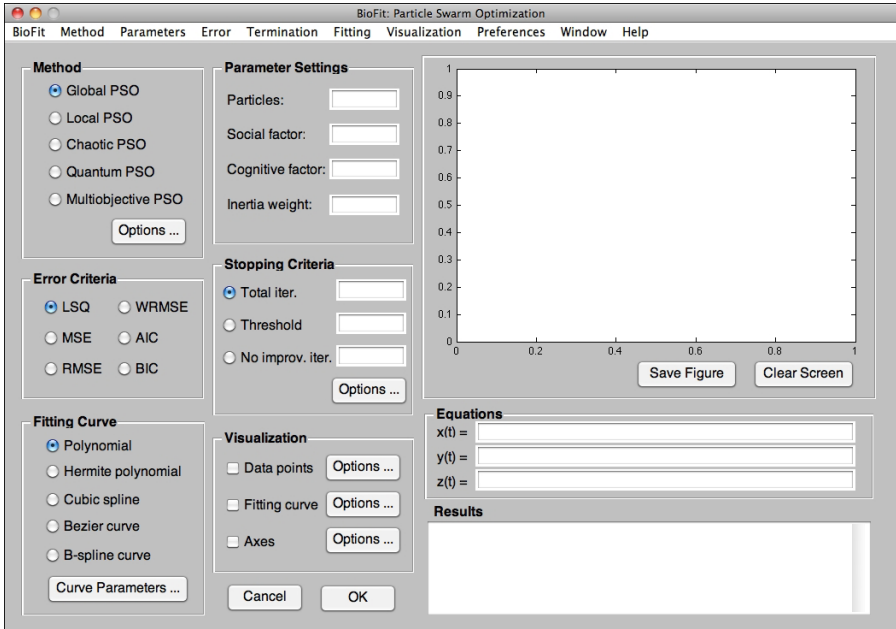 BioFit: Particle Swarm Optimization
BioFit Method Parameters Error Termination Fitting Visualization Preferences Window Help
Method
Global PSO
Local PSO
Chaotic PSO
Quantum PSO
Multiobjective PSO
Options ...
Error Criteria
LSQ WRMSE
MSE AIC
RMSE BIC
Fitting Curve
Polynomial
Hermite polynomial
Cubic spline
Bezier curve
B-spline curve
Curve Parameters ...
Parameter Settings
Particles:
Social factor:
Cognitive factor:
Inertia weight:
Stopping Criteria
Total iter.
Threshold
No improv. iter.
Options ...
Visualization
Data points Options ...
Fitting curve Options ...
Axes Options ...
Cancel OK
1
0.9
0.8
0.7
0.6
0.5
0.4
0.3
0.2
0.1
0
0 0.2 0.4 0.6 0.8 1
Save Figure Clear Screen
Equations
x(t) =
y(t) =
z(t) =
Results